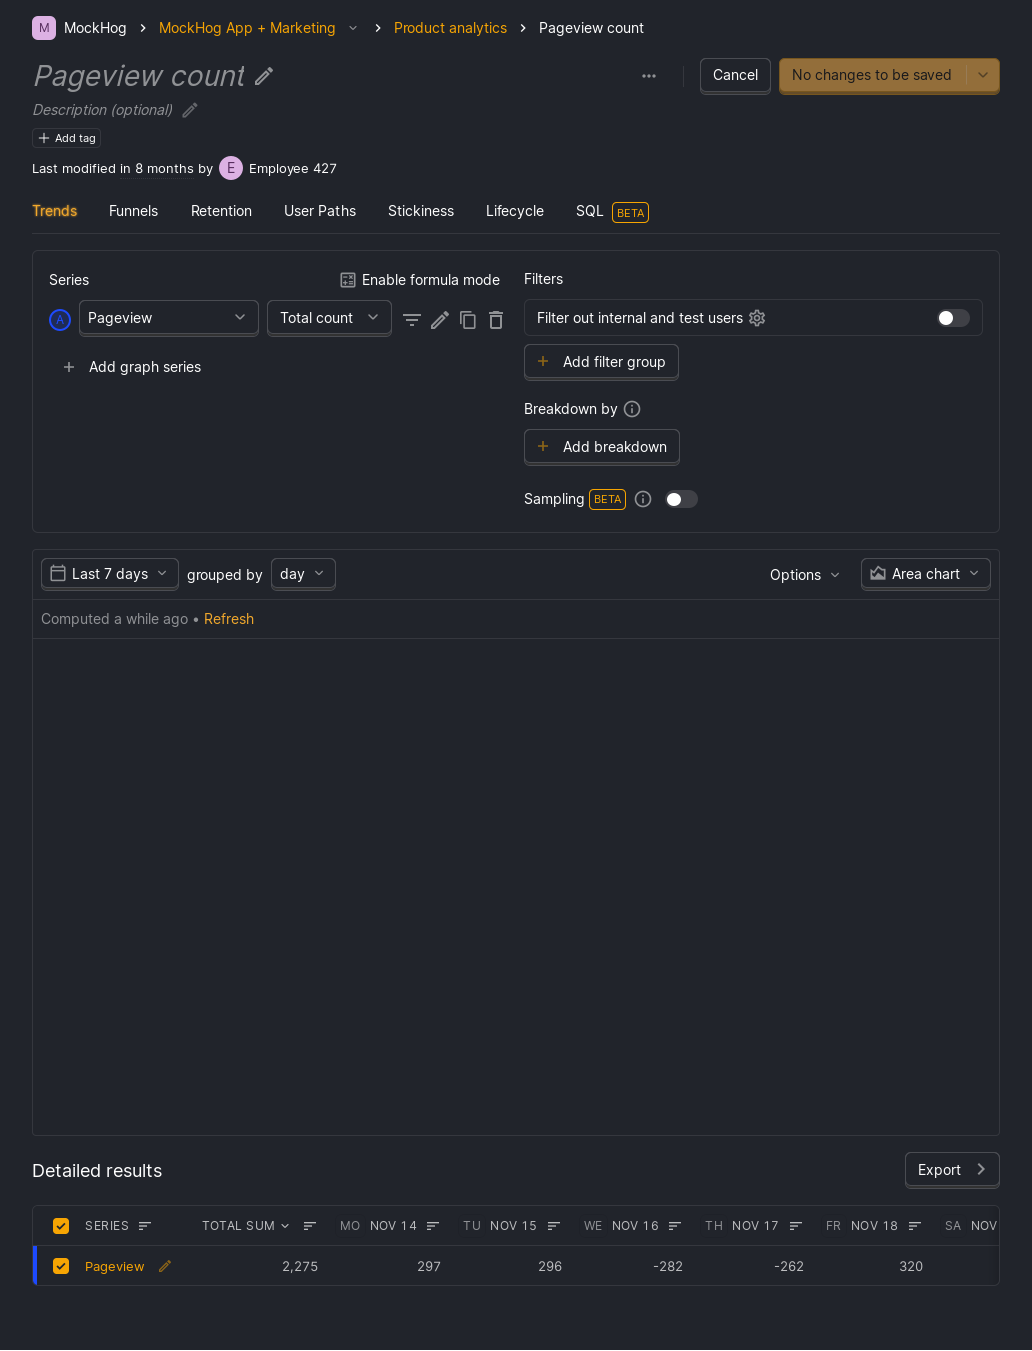 M MockHog MockHog App + Marketing Product analytics Pageview count
Pageview count
Cancel
No changes to be saved
Description (optional)
Add tag
Last modified in 8 months by E Employee 427
Trends Funnels Retention User Paths Stickiness Lifecycle SQL BETA
Series
Enable formula mode
A Pageview Total count
Add graph series
Filters
Filter out internal and test users
Add filter group
Breakdown by
Add breakdown
Sampling BETA
Last 7 days grouped by day
Options
Area chart
Computed a while ago • Refresh
Detailed results
Export
SERIES TOTAL SUM MO NOV 14 TU NOV 15 WE NOV 16 TH NOV 17 FR NOV 18 SA NOV
Pageview 2,275 297 296 -282 -262 320